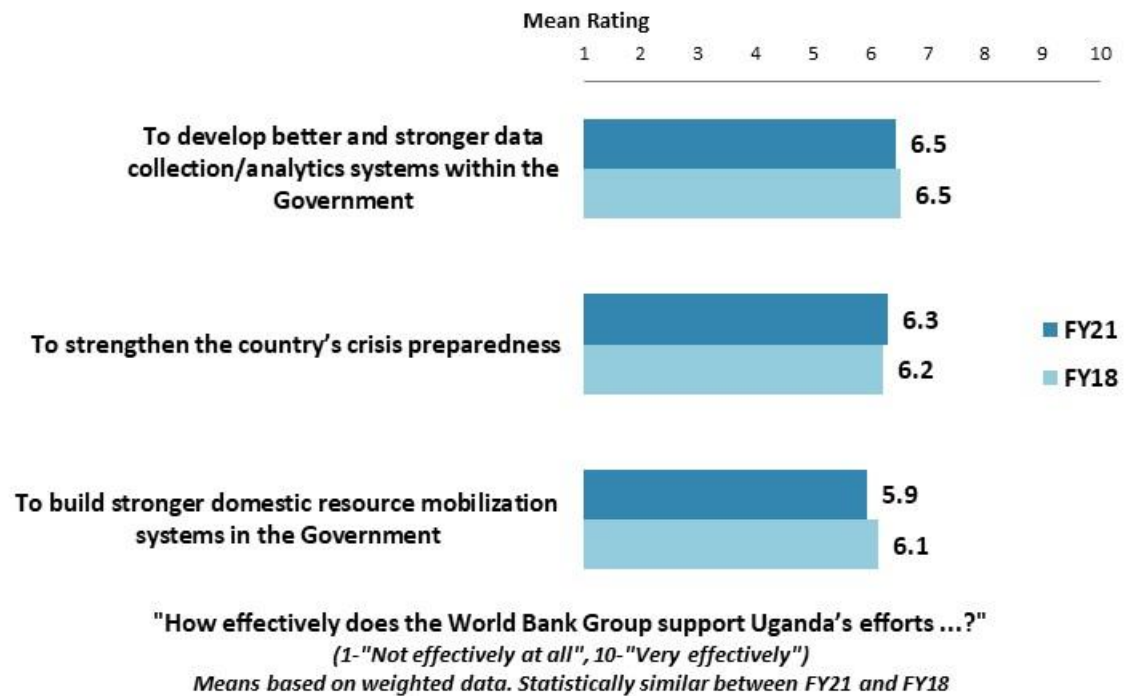 Mean Rating
1 2 3 4 5 6 7 8 9 10
To develop better and stronger data
collection/analytics systems within the
Government
6.5
6.5
To strengthen the country’s crisis preparedness
6.3
6.2
FY21
FY18
To build stronger domestic resource mobilization
systems in the Government
5.9
6.1
"How effectively does the World Bank Group support Uganda’s efforts ...?"
(1-"Not effectively at all", 10-"Very effectively")
Means based on weighted data. Statistically similar between FY21 and FY18